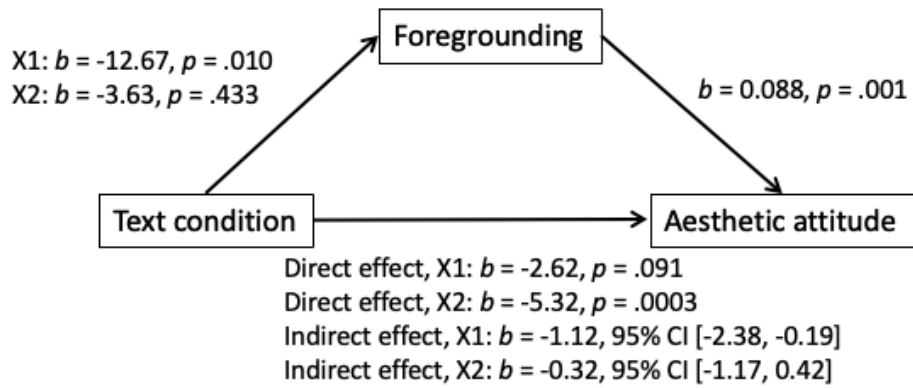 Foregrounding
X1: b = -12.67, p = .010
X2: b = -3.63, p = .433
b = 0.088, p = .001
Text condition
Aesthetic attitude
Direct effect, X1: b = -2.62, p = .091
Direct effect, X2: b = -5.32, p = .0003
Indirect effect, X1: b = -1.12, 95% CI [-2.38, -0.19]
Indirect effect, X2: b = -0.32, 95% CI [-1.17, 0.42]